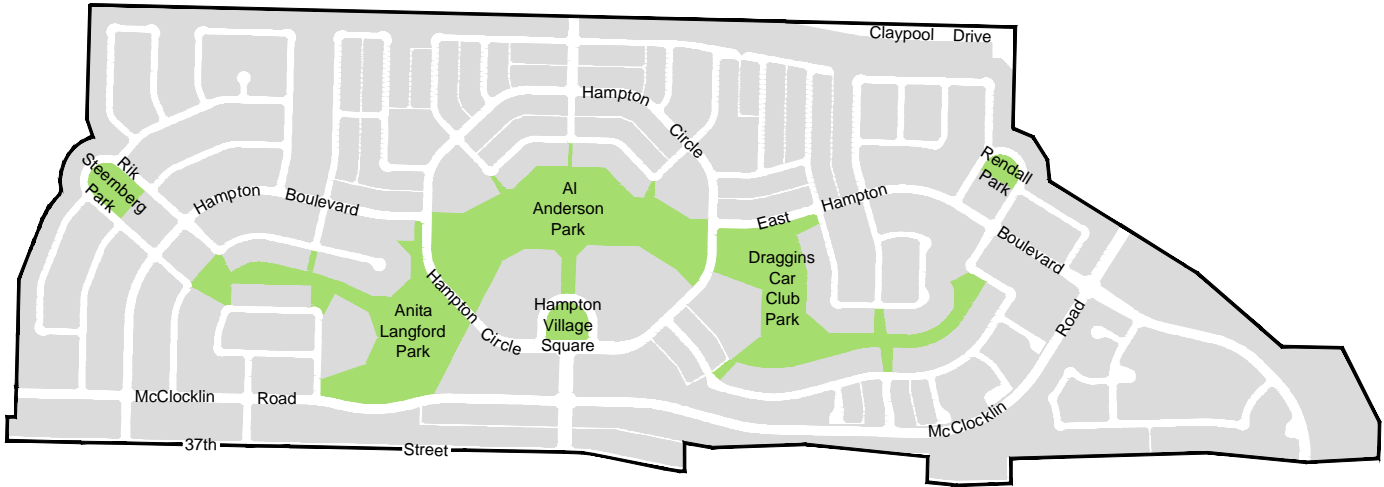 Claypool Drive
Hampton
Circle
Rik
Steernberg
Park
Hampton Boulevard
Al
Anderson
Park
Rendall
Park
East Hampton
Boulevard
Draggins
Car
Club
Park
Hampton
Circle
Anita
Langford
Park
Hampton
Village
Square
Road
McClocklin Road
McClocklin
37th Street